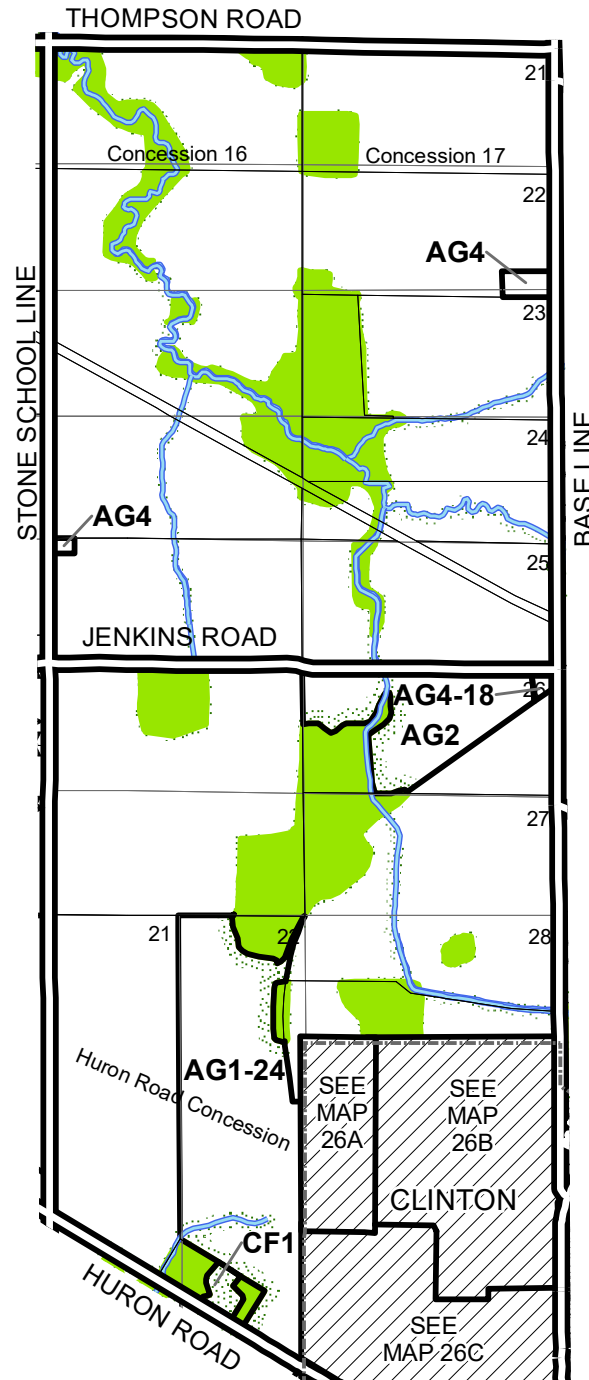 THOMPSON ROAD
21
Concession 16
Concession 17
22
AG4
23
STONE SCHOOL LINE
BASE LINE
24
AG4
25
JENKINS ROAD
AG4-18
26
AG2
27
21
22
28
AG1-24
Huron Road Concession
SEE
MAP
26A
SEE
MAP
26B
CLINTON
CF1
HURON ROAD
SEE
MAP 26C